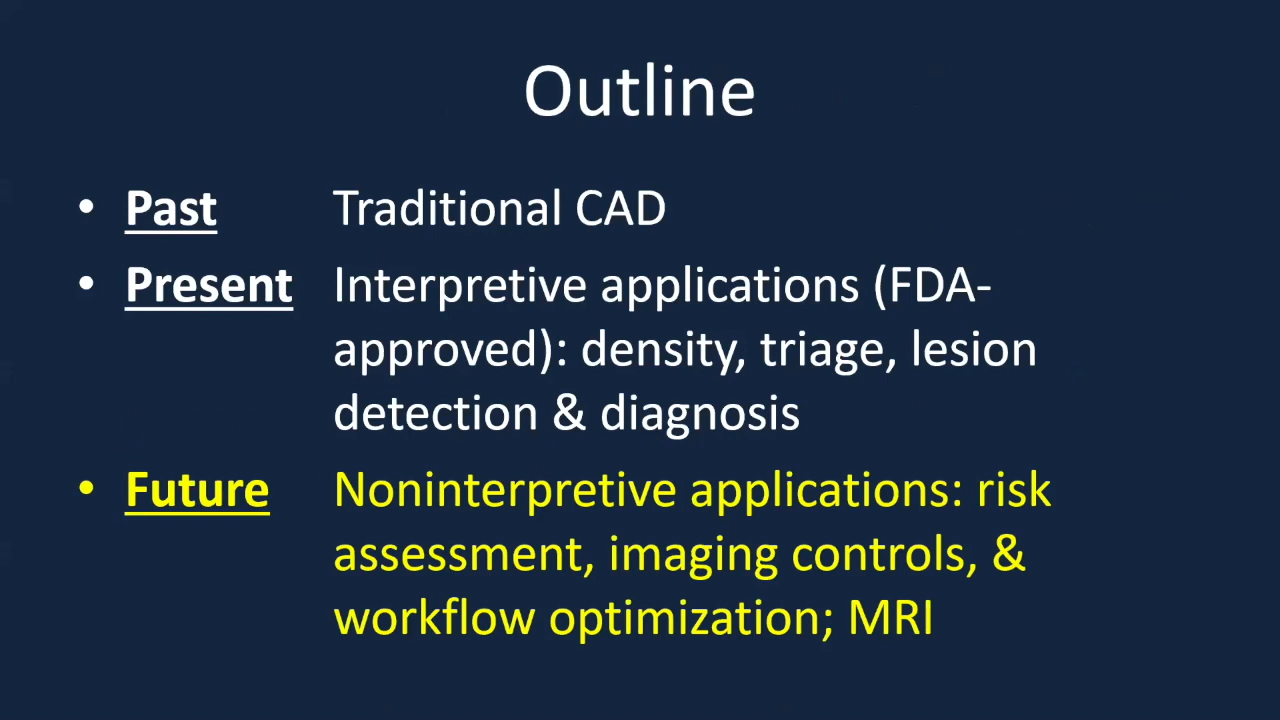 Outline
• Past Traditional CAD
• Present Interpretive applications (FDA-
approved): density, triage, lesion
detection & diagnosis
• Future Noninterpretive applications: risk
assessment, imaging controls, &
workflow optimization; MRI